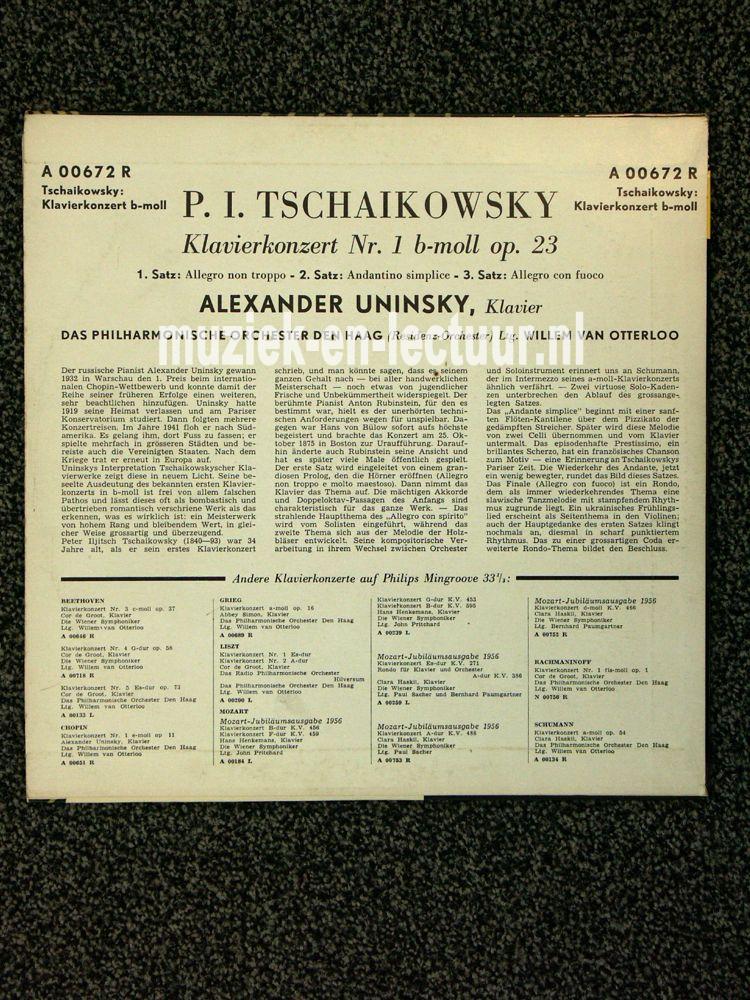 A 00672 R
Tschaikowsky:
Klavierkonzert b-moll
A 00672 R
Tschaikowsky:
Klavierkonzert b-moll
P. I. TSCHAIKOWSKY
Klavierkonzert Nr. 1 b-moll op. 23
1. Satz: Allegro non troppo - 2. Satz: Andantino simplice - 3. Satz: Allegro con fuoco
ALEXANDER UNINSKY, Klavier
DAS PHILHARMONISCHE ORCHESTER DEN HAAG (Residenz-Orchester) Ltg. WILLEM VAN OTTERLOO
muziek-en-lectuur.nl
Der russische Pianist Alexander Uninsky gewann
1932 in Warschau den 1. Preis beim internatio-
nalen Chopin-Wettbewerb und konnte damit der
Reihe seiner früheren Erfolge einen weiteren,
sehr beachtlichen hinzufügen. Uninsky hatte
1919 seine Heimat verlassen und am Pariser
Konservatorium studiert. Dann folgten mehrere
Konzertreisen. Im Jahre 1941 floh er nach Süd-
amerika. Es gelang ihm, dort Fuss zu fassen; er
spielte mehrfach in grösseren Städten und be-
reiste auch die Vereinigten Staaten. Nach dem
Kriege trat er erneut in Europa auf.
Uninskys Interpretation Tschaikowskyscher Kla-
vierwerke zeigt diese in neuem Licht. Seine be-
seelte Ausdeutung des bekannten ersten Klavier-
konzerts in b-moll ist frei von allem falschen
Pathos und lässt dieses oft als bombastisch und
übertrieben romantisch verschriene Werk als das
erkennen, was es wirklich ist: ein Meisterwerk
von hohem Rang und bleibendem Wert, in glei-
cher Weise grossartig und überzeugend.
Peter Iljitsch Tschaikowsky (1840—93) war 34
Jahre alt, als er sein erstes Klavierkonzert
schrieb, und man könnte sagen, dass es seinem
ganzen Gehalt nach — bei aller handwerklichen
Meisterschaft — noch etwas von jugendlicher
Frische und Unbekümmertheit widerspiegelt. Der
berühmte Pianist Anton Rubinstein, für den es
bestimmt war, hielt es der unerhörten techni-
schen Anforderungen wegen für unspielbar. Da-
gegen war Hans von Bülow sofort aufs höchste
begeistert und brachte das Konzert am 25. Ok-
tober 1875 in Boston zur Uraufführung. Darauf-
hin änderte auch Rubinstein seine Ansicht und
hat es später viele Male öffentlich gespielt.
Der erste Satz wird eingeleitet von einem gran-
diosen Prolog, den die Hörner eröffnen (Allegro
non troppo e molto maestoso). Dann nimmt das
Klavier das Thema auf. Die mächtigen Akkorde
und Doppeloktav-Passagen des Anfangs sind
charakteristisch für das ganze Werk. — Das
strahlende Hauptthema des „Allegro con spirito"
wird vom Solisten eingeführt, während das
zweite Thema sich aus der Melodie der Holz-
bläser entwickelt. Seine kompositorische Ver-
arbeitung in ihrem Wechsel zwischen Orchester
und Soloinstrument erinnert uns an Schumann,
der im Intermezzo seines a-moll-Klavierkonzerts
ähnlich verfährt. — Zwei virtuose Solo-Kaden-
zen unterbrechen den Ablauf des grossange-
legten Satzes.
Das „Andante simplice" beginnt mit einer sanf-
ten Flöten-Kantilene über dem Pizzikato der
gedämpften Streicher. Später wird diese Melodie
von zwei Celli übernommen und vom Klavier
untermalt. Das episodenhafte Prestissimo, ein
brillantes Scherzo, hat ein französisches Chanson
zum Motiv — eine Erinnerung an Tschaikowskys
Pariser Zeit. Die Wiederkehr des Andante, jetzt
ein wenig bewegter, rundet das Bild dieses Satzes.
Das Finale (Allegro con fuoco) ist ein Rondo,
dem als immer wiederkehrendes Thema eine
slawische Tanzmelodie mit stampfendem Rhyth-
mus zugrunde liegt. Ein ukrainisches Frühlings-
lied erscheint als Seitenthema in den Violinen;
auch der Hauptgedanke des ersten Satzes klingt
nochmals an, diesmal in scharf punktiertem
Rhythmus. Das zu einer grossartigen Coda er-
weiterte Rondo-Thema bildet den Beschluss.
Andere Klavierkonzerte auf Philips Mingroove 33⅓:
BEETHOVEN
Klavierkonzert Nr. 3 c-moll op. 37
Cor de Groot, Klavier
Die Wiener Symphoniker
Ltg. Willem van Otterloo
A 00646 R
Klavierkonzert Nr. 4 G-dur op. 58
Cor de Groot, Klavier
Die Wiener Symphoniker
Ltg. Willem van Otterloo
A 00718 R
Klavierkonzert Nr. 5 Es-dur op. 73
Cor de Groot, Klavier
Das Philharmonische Orchester Den Haag
Ltg. Willem van Otterloo
A 00133 L
CHOPIN
Klavierkonzert Nr. 1 e-moll op 11
Alexander Uninsky, Klavier
Das Philharmonische Orchester Den Haag
Ltg. Willem van Otterloo
A 00651 R
GRIEG
Klavierkonzert a-moll op. 16
Abbey Simon, Klavier
Das Philharmonische Orchester Den Haag
Ltg. Willem van Otterloo
A 00689 R
LISZT
Klavierkonzert Nr. 1 Es-dur
Klavierkonzert Nr. 2 A-dur
Cor de Groot, Klavier
Das Radio Philharmonische Orchester
Hilversum
Das Philharmonische Orchester Den Haag
Ltg. Willem van Otterloo
A 00290 L
MOZART
Mozart-Jubiläumsausgabe 1956
Klavierkonzert B-dur KV. 456
Klavierkonzert F-dur KV. 459
Hans Henkemans, Klavier
Die Wiener Symphoniker
Ltg. John Pritchard
A 00184 L
Klavierkonzert G-dur K.V. 453
Klavierkonzert B-dur K.V. 595
Hans Henkemans, Klavier
Die Wiener Symphoniker
Ltg. John Pritchard
A 00239 L
Mozart-Jubiläumsausgabe 1956
Klavierkonzert Es-dur K.V. 271
Rondo für Klavier und Orchester
A-dur K.V. 386
Clara Haskil, Klavier
Die Wiener Symphoniker
Ltg. Paul Sacher und Bernhard Paumgartner
A 00259 L
Mozart-Jubiläumsausgabe 1956
Klavierkonzert A-dur K.V. 488
Clara Haskil, Klavier
Die Wiener Symphoniker
Ltg. Paul Sacher
A 00753 R
Mozart-Jubiläumsausgabe 1956
Klavierkonzert d-moll K.V. 466
Clara Haskil, Klavier
Die Wiener Symphoniker
Ltg. Bernhard Paumgartner
A 00752 R
RACHMANINOFF
Klavierkonzert Nr. 1 fis-moll op. 1
Cor de Groot, Klavier
Das Philharmonische Orchester Den Haag
Ltg. Willem van Otterloo
N 00756 R
SCHUMANN
Klavierkonzert a-moll op. 54
Clara Haskil, Klavier
Das Philharmonische Orchester Den Haag
Ltg. Willem van Otterloo
A 00134 R